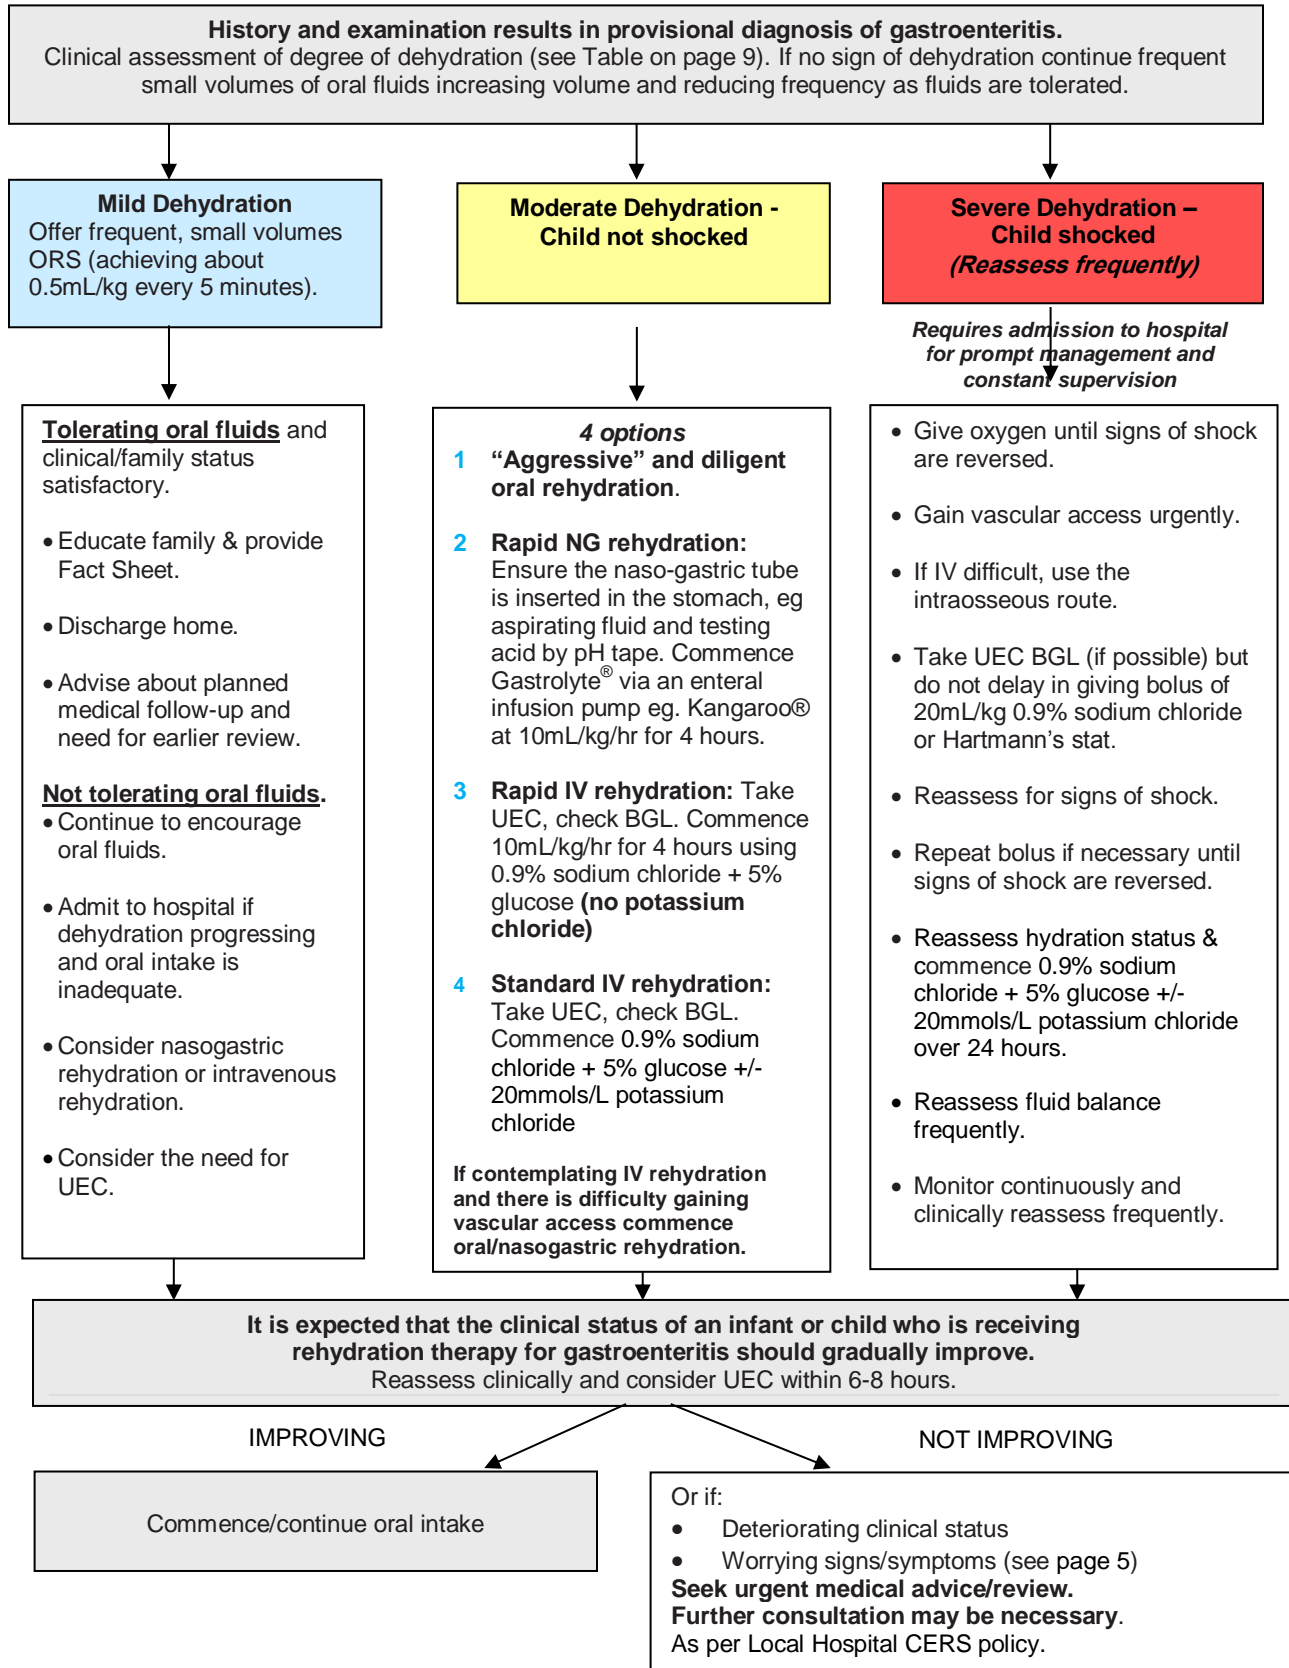 History and examination results in provisional diagnosis of gastroenteritis.
Clinical assessment of degree of dehydration (see Table on page 9). If no sign of dehydration continue frequent
small volumes of oral fluids increasing volume and reducing frequency as fluids are tolerated.
Mild Dehydration
Offer frequent, small volumes
ORS (achieving about
0.5mL/kg every 5 minutes).
Moderate Dehydration -
Child not shocked
Severe Dehydration –
Child shocked
(Reassess frequently)
Requires admission to hospital
for prompt management and
constant supervision
Tolerating oral fluids and
clinical/family status
satisfactory.
• Educate family & provide
Fact Sheet.
• Discharge home.
• Advise about planned
medical follow-up and
need for earlier review.
Not tolerating oral fluids.
• Continue to encourage
oral fluids.
• Admit to hospital if
dehydration progressing
and oral intake is
inadequate.
• Consider nasogastric
rehydration or intravenous
rehydration.
• Consider the need for
UEC.
4 options
1 “Aggressive” and diligent
oral rehydration.
2 Rapid NG rehydration:
Ensure the naso-gastric tube
is inserted in the stomach, eg
aspirating fluid and testing
acid by pH tape. Commence
Gastrolyte® via an enteral
infusion pump eg. Kangaroo®
at 10mL/kg/hr for 4 hours.
3 Rapid IV rehydration: Take
UEC, check BGL. Commence
10mL/kg/hr for 4 hours using
0.9% sodium chloride + 5%
glucose (no potassium
chloride)
4 Standard IV rehydration:
Take UEC, check BGL.
Commence 0.9% sodium
chloride + 5% glucose +/-
20mmols/L potassium
chloride
If contemplating IV rehydration
and there is difficulty gaining
vascular access commence
oral/nasogastric rehydration.
• Give oxygen until signs of shock
are reversed.
• Gain vascular access urgently.
• If IV difficult, use the
intraosseous route.
• Take UEC BGL (if possible) but
do not delay in giving bolus of
20mL/kg 0.9% sodium chloride
or Hartmann’s stat.
• Reassess for signs of shock.
• Repeat bolus if necessary until
signs of shock are reversed.
• Reassess hydration status &
commence 0.9% sodium
chloride + 5% glucose +/-
20mmols/L potassium chloride
over 24 hours.
• Reassess fluid balance
frequently.
• Monitor continuously and
clinically reassess frequently.
It is expected that the clinical status of an infant or child who is receiving
rehydration therapy for gastroenteritis should gradually improve.
Reassess clinically and consider UEC within 6-8 hours.
IMPROVING
NOT IMPROVING
Commence/continue oral intake
Or if:
• Deteriorating clinical status
• Worrying signs/symptoms (see page 5)
Seek urgent medical advice/review.
Further consultation may be necessary.
As per Local Hospital CERS policy.